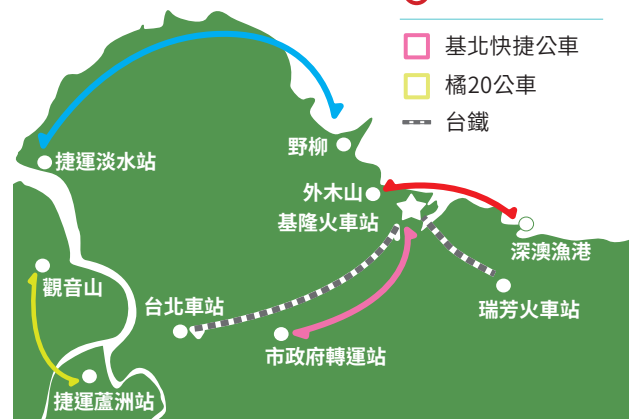 基北快捷公車
橘20公車
台鐵
野柳
捷運淡水站
外木山
基隆火車站
深澳漁港
觀音山
瑞芳火車站
台北車站
市政府轉運站
捷運蘆洲站